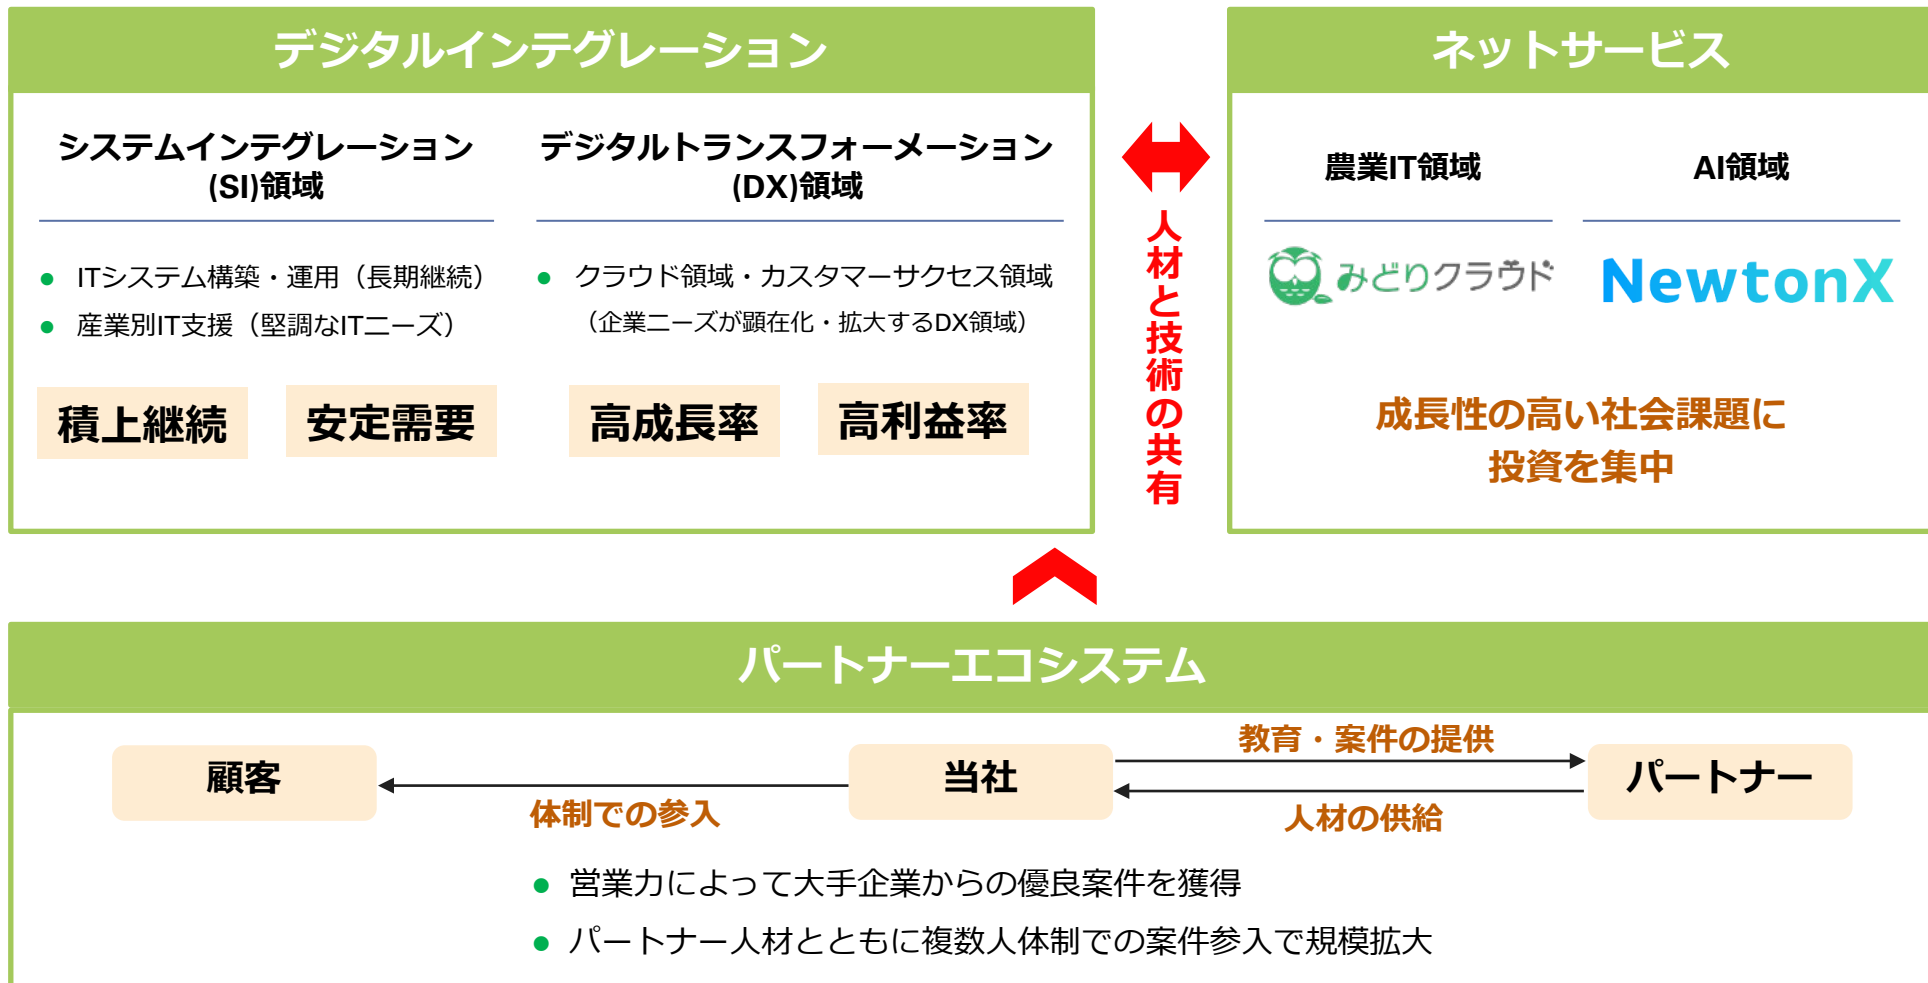 デジタルインテグレーション
システムインテグレーション
(SI)領域
● ITシステム構築・運用（長期継続）
● 産業別IT支援（堅調なITニーズ）
積上継続
安定需要
デジタルトランスフォーメーション
(DX)領域
● クラウド領域・カスタマーサクセス領域
（企業ニーズが顕在化・拡大するDX領域）
高成長率
高利益率
人材と技術の共有
ネットサービス
農業IT領域
みどりクラウド
AI領域
NewtonX
成長性の高い社会課題に
投資を集中
パートナーエコシステム
顧客
体制での参入
当社
教育・案件の提供
人材の供給
パートナー
● 営業力によって大手企業からの優良案件を獲得
● パートナー人材とともに複数人体制での案件参入で規模拡大